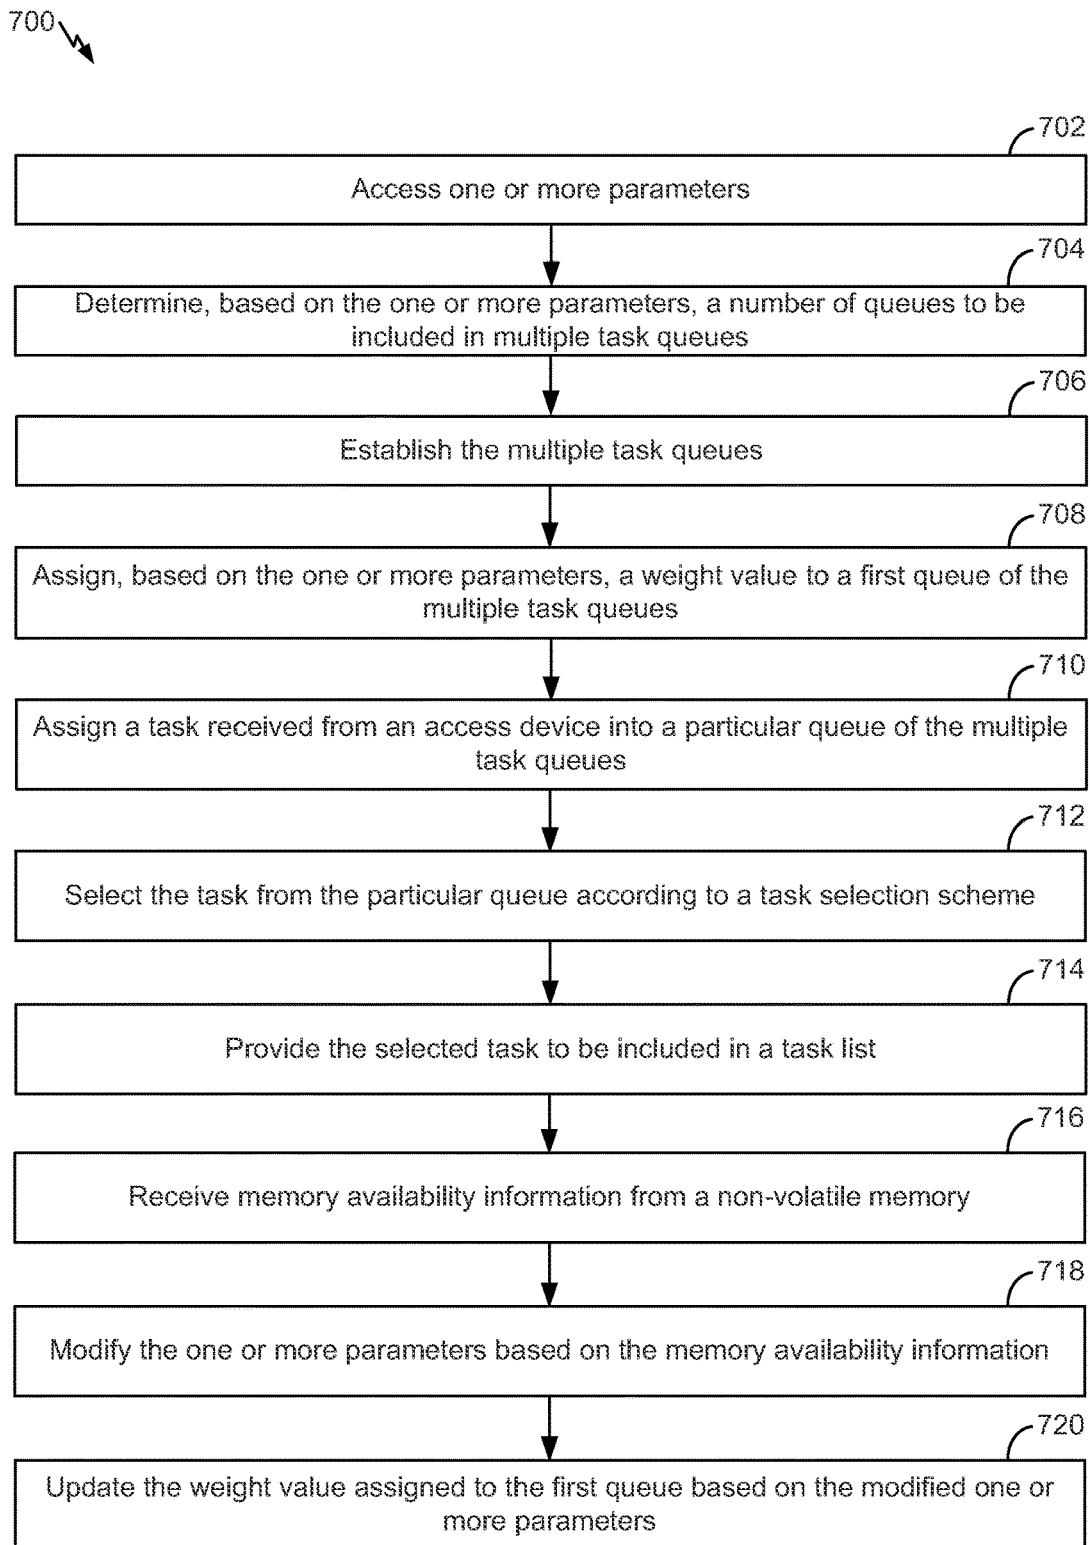 700
702
Access one or more parameters
704
Determine, based on the one or more parameters, a number of queues to be
included in multiple task queues
706
Establish the multiple task queues
708
Assign, based on the one or more parameters, a weight value to a first queue of the
multiple task queues
710
Assign a task received from an access device into a particular queue of the multiple
task queues
712
Select the task from the particular queue according to a task selection scheme
714
Provide the selected task to be included in a task list
716
Receive memory availability information from a non-volatile memory
718
Modify the one or more parameters based on the memory availability information
720
Update the weight value assigned to the first queue based on the modified one or
more parameters